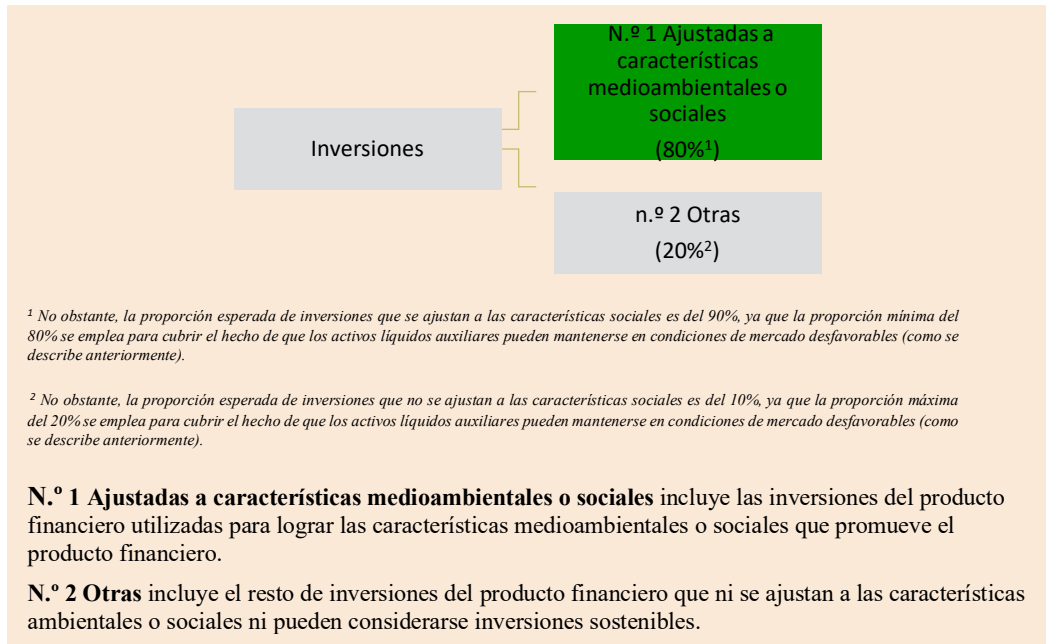 N.º 1 Ajustadas a
características
medioambientales o
sociales
(80%¹)
Inversiones
n.º 2 Otras
(20%²)
¹ No obstante, la proporción esperada de inversiones que se ajustan a las características sociales es del 90%, ya que la proporción mínima del
80% se emplea para cubrir el hecho de que los activos líquidos auxiliares pueden mantenerse en condiciones de mercado desfavorables (como se
describe anteriormente).
² No obstante, la proporción esperada de inversiones que no se ajustan a las características sociales es del 10%, ya que la proporción máxima
del 20% se emplea para cubrir el hecho de que los activos líquidos auxiliares pueden mantenerse en condiciones de mercado desfavorables (como
se describe anteriormente).
N.º 1 Ajustadas a características medioambientales o sociales incluye las inversiones del producto
financiero utilizadas para lograr las características medioambientales o sociales que promueve el
producto financiero.
N.º 2 Otras incluye el resto de inversiones del producto financiero que ni se ajustan a las características
ambientales o sociales ni pueden considerarse inversiones sostenibles.